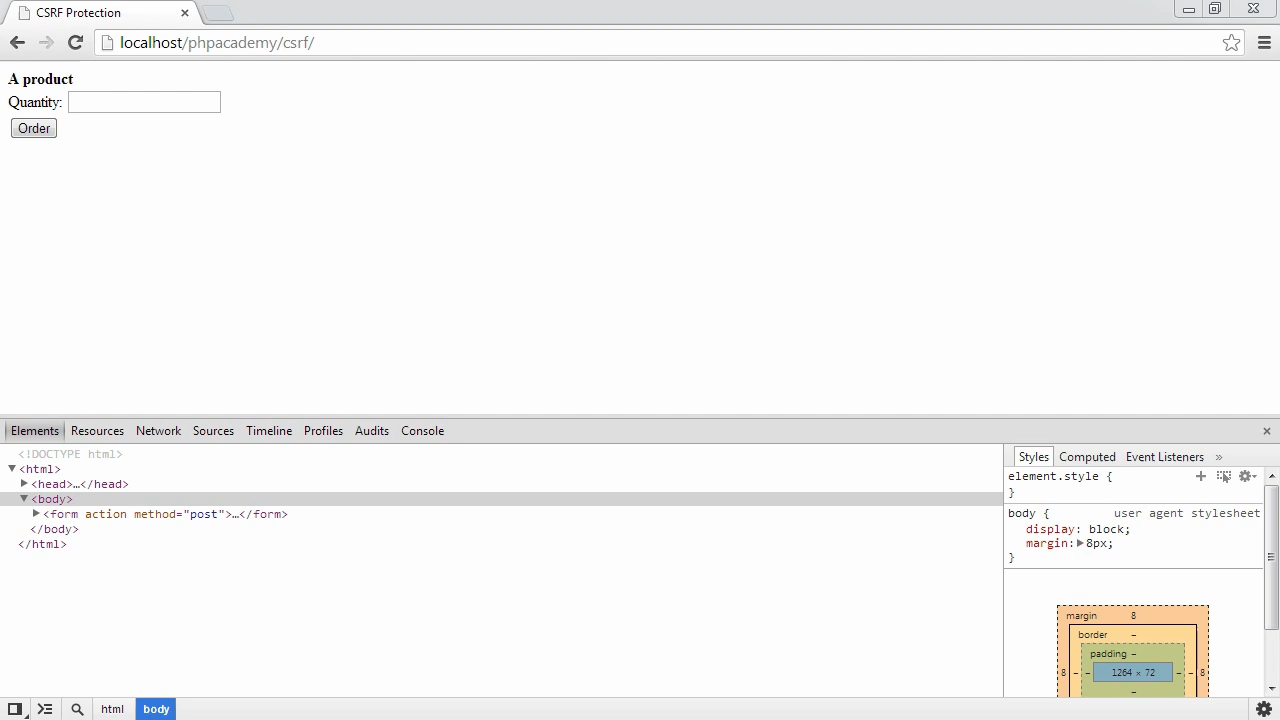 CSRF Protection
localhost/phpacademy/csrf/
A product
Quantity:
Order
Elements Resources Network Sources Timeline Profiles Audits Console
<!DOCTYPE html>
<html>
<head>…</head>
<body>
<form action method="post">…</form>
</body>
</html>
Styles Computed Event Listeners »
element.style {
}
body { user agent stylesheet
display: block;
margin: 8px;
}
margin 8
border –
padding –
8 – – 1264 × 72 – – 8
–
html body